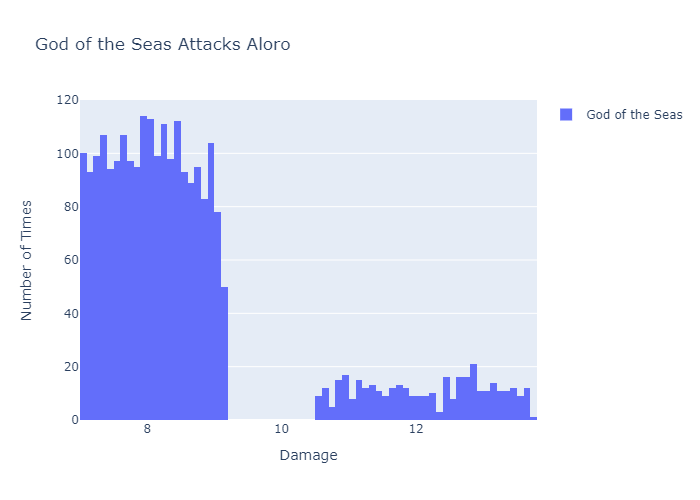 God of the Seas Attacks Aloro
God of the Seas
120
100
80
60
40
20
0
Number of Times
8
10
12
Damage